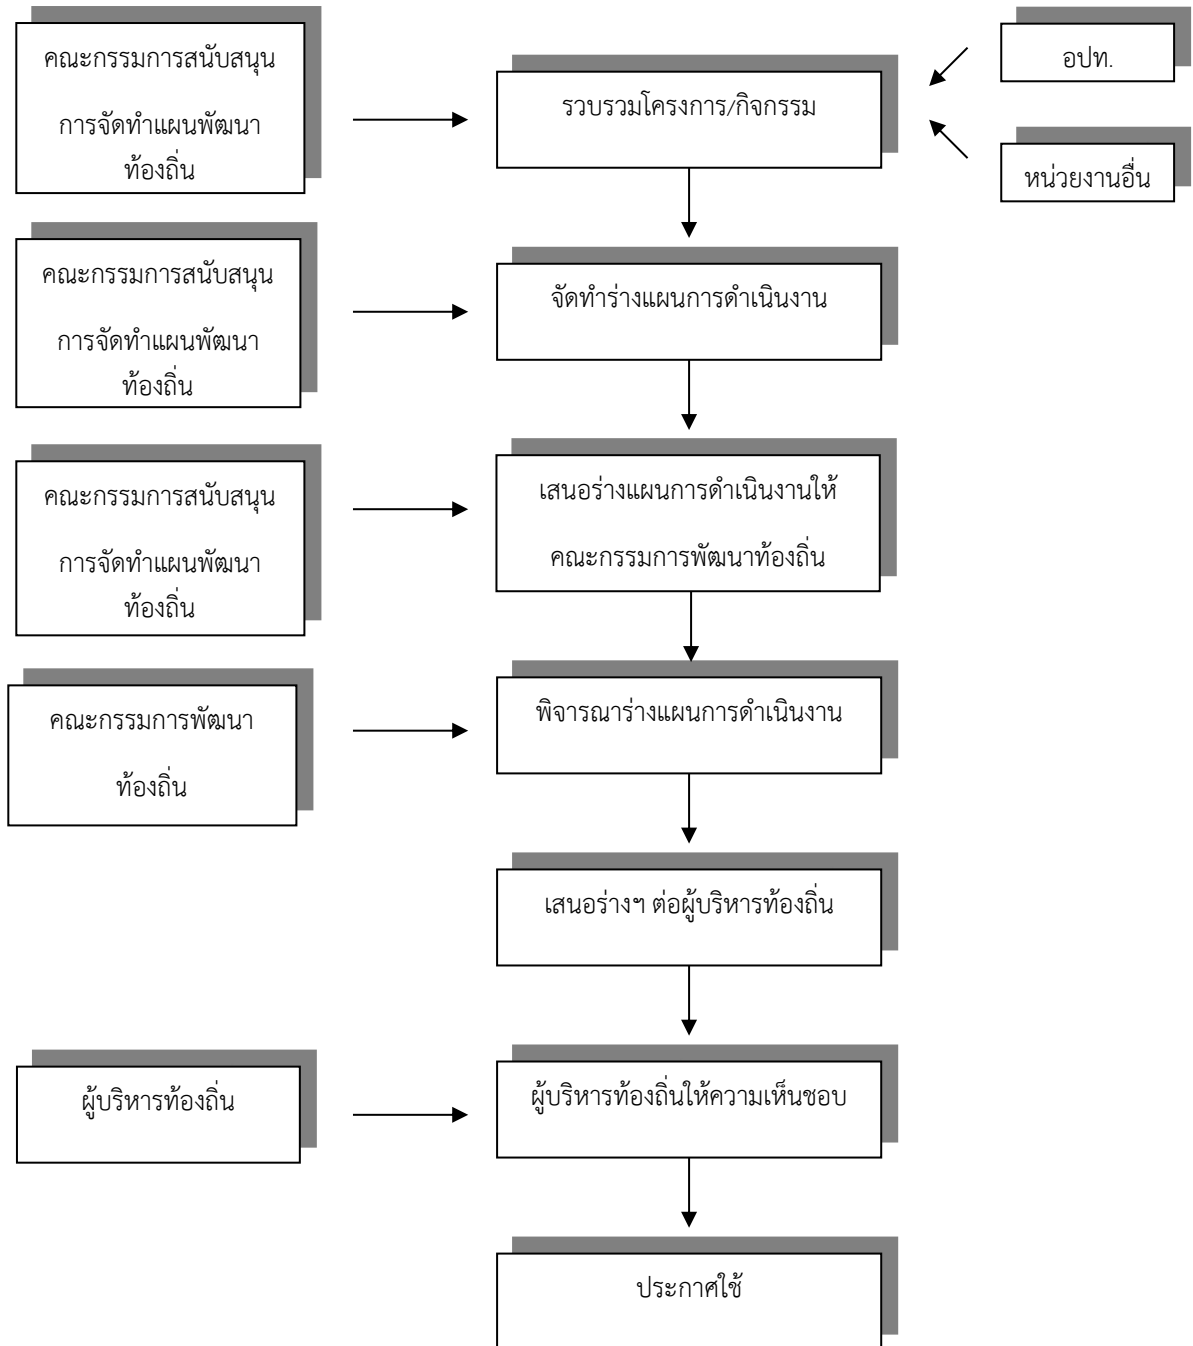 คณะกรรมการสนับสนุน
การจัดทำแผนพัฒนา
ท้องถิ่น
รวบรวมโครงการ/กิจกรรม
อปท.
หน่วยงานอื่น
คณะกรรมการสนับสนุน
การจัดทำแผนพัฒนา
ท้องถิ่น
จัดทำร่างแผนการดำเนินงาน
คณะกรรมการสนับสนุน
การจัดทำแผนพัฒนา
ท้องถิ่น
เสนอร่างแผนการดำเนินงานให้
คณะกรรมการพัฒนาท้องถิ่น
คณะกรรมการพัฒนา
ท้องถิ่น
พิจารณาร่างแผนการดำเนินงาน
เสนอร่างฯ ต่อผู้บริหารท้องถิ่น
ผู้บริหารท้องถิ่น
ผู้บริหารท้องถิ่นให้ความเห็นชอบ
ประกาศใช้